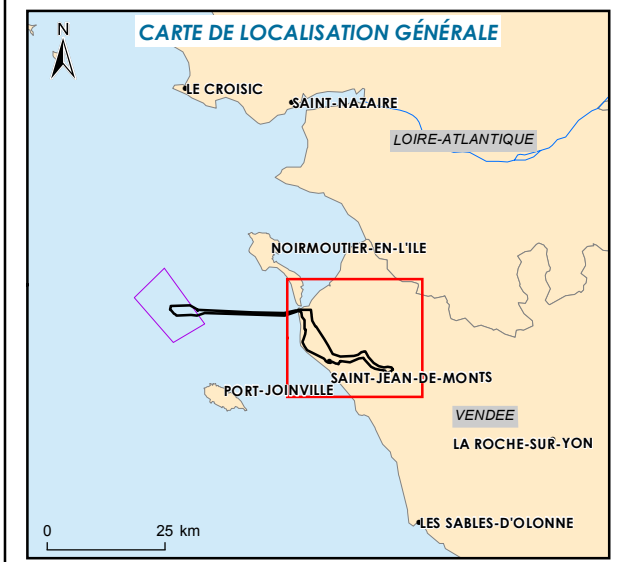 CARTE DE LOCALISATION GÉNÉRALE
N
LE CROISIC
SAINT-NAZAIRE
LOIRE-ATLANTIQUE
NOIRMOUTIER-EN-L'ILE
SAINT-JEAN-DE-MONTS
PORT-JOINVILLE
VENDEE
LA ROCHE-SUR-YON
LES SABLES-D'OLONNE
0 25 km